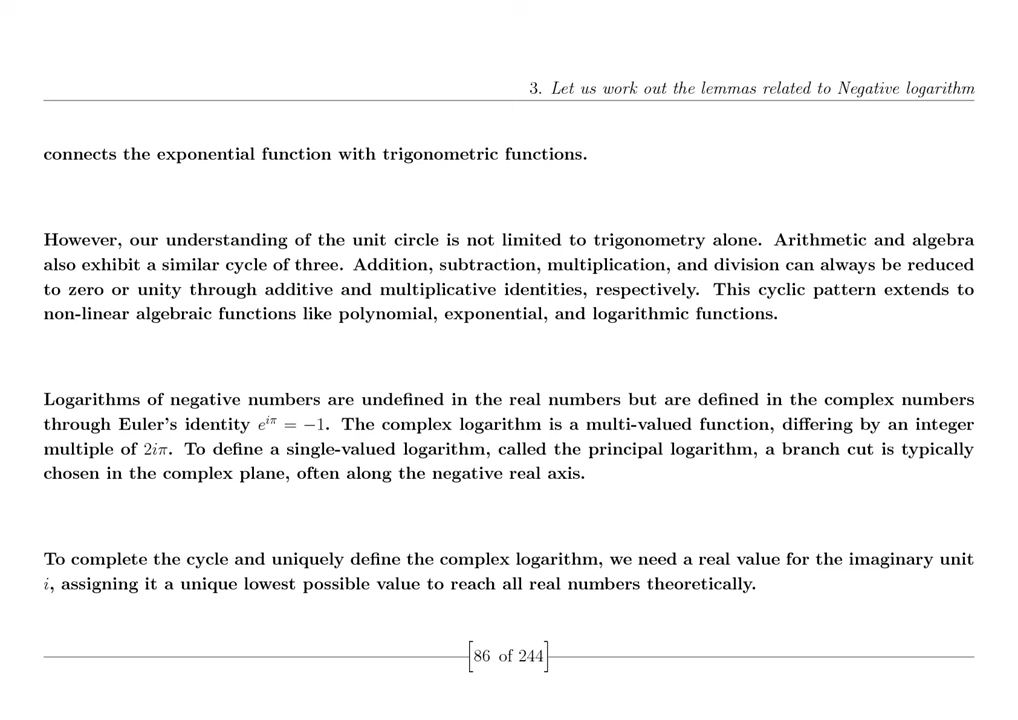 3. Let us work out the lemmas related to Negative logarithm
connects the exponential function with trigonometric functions.
However, our understanding of the unit circle is not limited to trigonometry alone. Arithmetic and algebra
also exhibit a similar cycle of three. Addition, subtraction, multiplication, and division can always be reduced
to zero or unity through additive and multiplicative identities, respectively. This cyclic pattern extends to
non-linear algebraic functions like polynomial, exponential, and logarithmic functions.
Logarithms of negative numbers are undefined in the real numbers but are defined in the complex numbers
through Euler's identity e^{iπ} = −1. The complex logarithm is a multi-valued function, differing by an integer
multiple of 2iπ. To define a single-valued logarithm, called the principal logarithm, a branch cut is typically
chosen in the complex plane, often along the negative real axis.
To complete the cycle and uniquely define the complex logarithm, we need a real value for the imaginary unit
i, assigning it a unique lowest possible value to reach all real numbers theoretically.
[86 of 244]